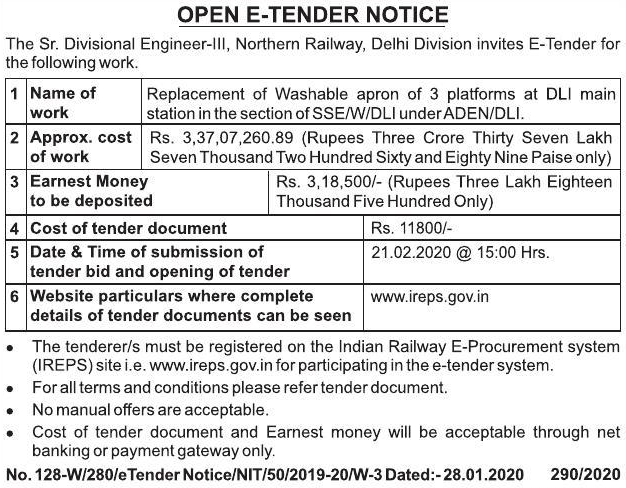 OPEN E-TENDER NOTICE
The Sr. Divisional Engineer-III, Northern Railway, Delhi Division invites E-Tender for
the following work.
1 Name of work Replacement of Washable apron of 3 platforms at DLI main
station in the section of SSE/W/DLI under ADEN/DLI.
2 Approx. cost of work Rs. 3,37,07,260.89 (Rupees Three Crore Thirty Seven Lakh
Seven Thousand Two Hundred Sixty and Eighty Nine Paise only)
3 Earnest Money to be deposited Rs. 3,18,500/- (Rupees Three Lakh Eighteen
Thousand Five Hundred Only)
4 Cost of tender document Rs. 11800/-
5 Date & Time of submission of 21.02.2020 @ 15:00 Hrs.
tender bid and opening of tender
6 Website particulars where complete www.ireps.gov.in
details of tender documents can be seen
• The tenderer/s must be registered on the Indian Railway E-Procurement system
(IREPS) site i.e. www.ireps.gov.in for participating in the e-tender system.
• For all terms and conditions please refer tender document.
• No manual offers are acceptable.
• Cost of tender document and Earnest money will be acceptable through net
banking or payment gateway only.
No. 128-W/280/eTender Notice/NIT/50/2019-20/W-3 Dated:- 28.01.2020 290/2020